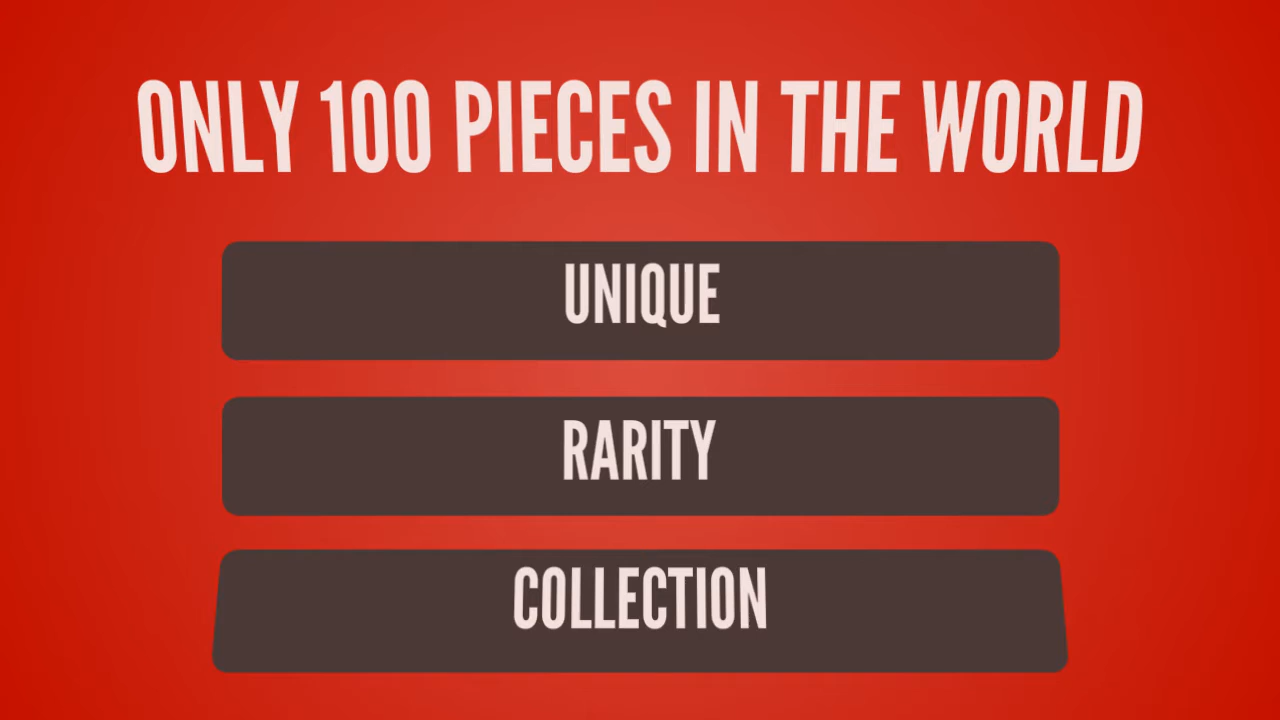 ONLY 100 PIECES IN THE WORLD
UNIQUE
RARITY
COLLECTION